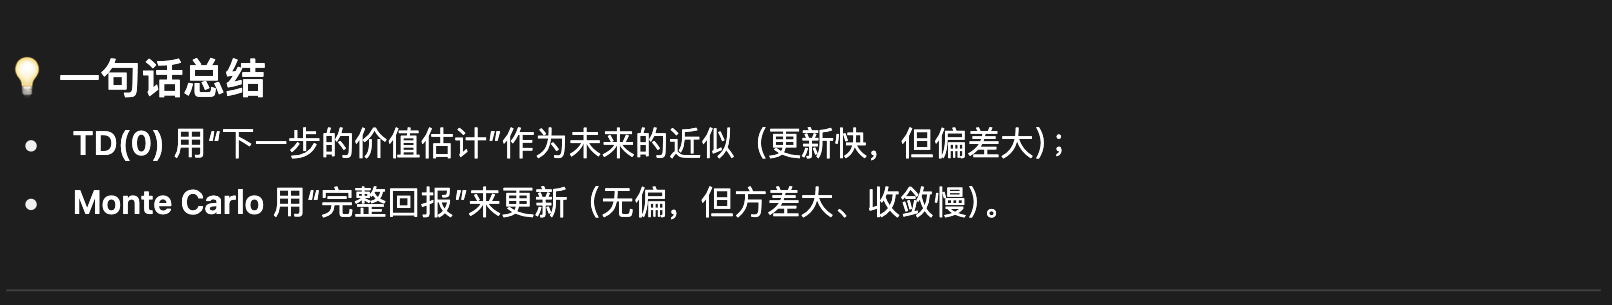 💡 一句话总结
• TD(0) 用“下一步的价值估计”作为未来的近似（更新快，但偏差大）；
• Monte Carlo 用“完整回报”来更新（无偏，但方差大、收敛慢）。